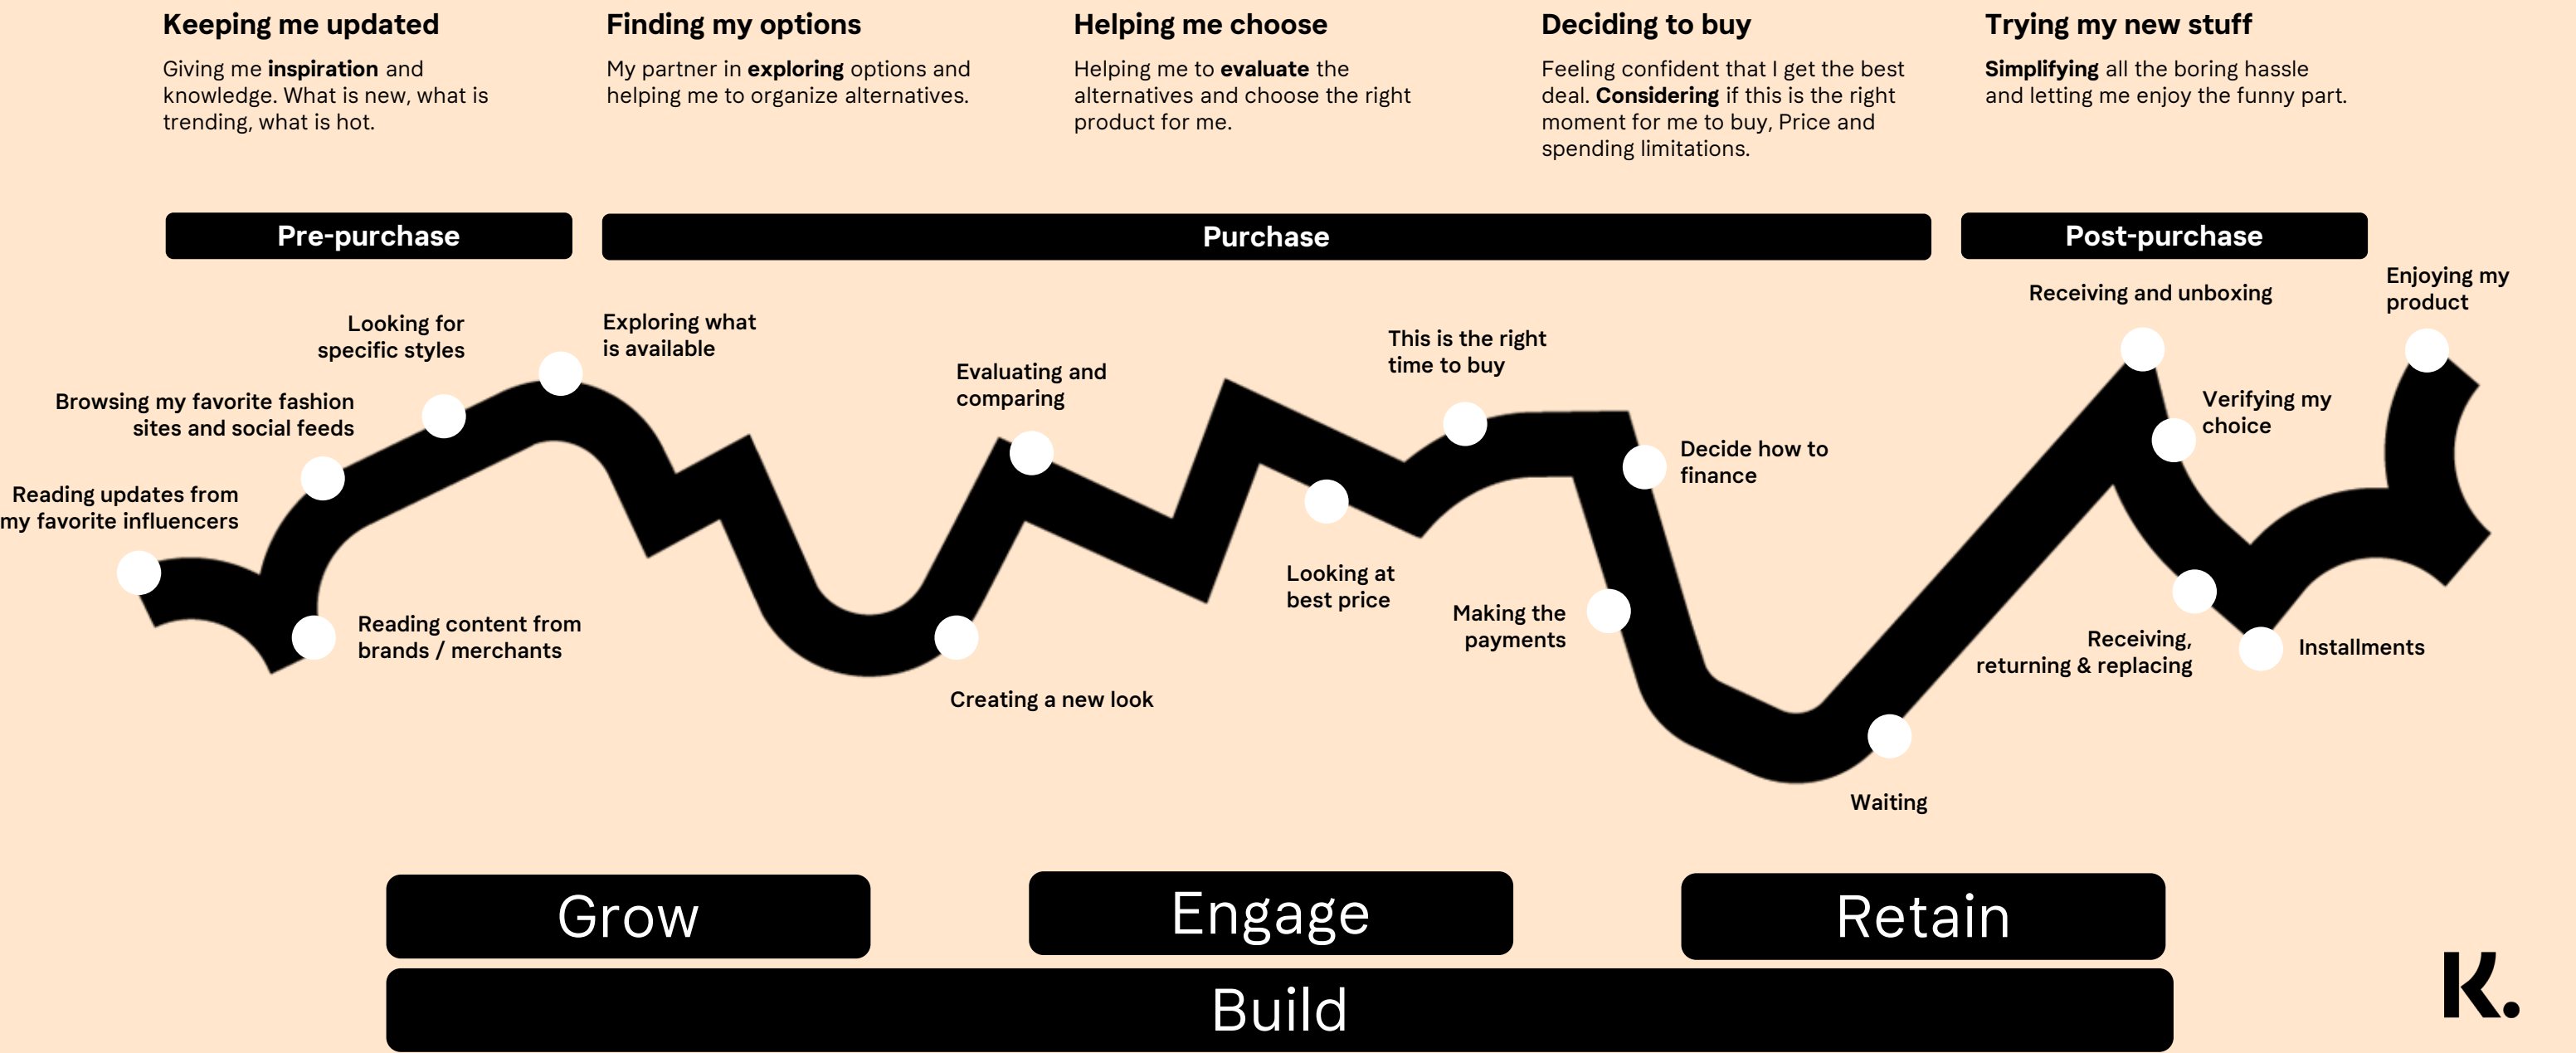 Keeping me updated
Giving me inspiration and
knowledge. What is new, what is
trending, what is hot.
Finding my options
My partner in exploring options and
helping me to organize alternatives.
Helping me choose
Helping me to evaluate the
alternatives and choose the right
product for me.
Deciding to buy
Feeling confident that I get the best
deal. Considering if this is the right
moment for me to buy, Price and
spending limitations.
Trying my new stuff
Simplifying all the boring hassle
and letting me enjoy the funny part.
Pre-purchase
Purchase
Post-purchase
Reading updates from
my favorite influencers
Reading content from
brands / merchants
Browsing my favorite fashion
sites and social feeds
Looking for
specific styles
Exploring what
is available
Creating a new look
Evaluating and
comparing
Looking at
best price
This is the right
time to buy
Decide how to
finance
Making the
payments
Waiting
Receiving and unboxing
Verifying my
choice
Receiving,
returning & replacing
Installments
Enjoying my
product
Grow
Engage
Retain
Build
K.